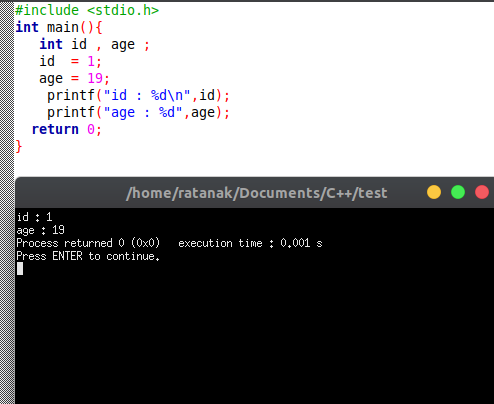 #include <stdio.h>
int main(){
   int id , age ;
   id  = 1;
   age = 19;
    printf("id : %d\n",id);
    printf("age : %d",age);
  return 0;
}
/home/ratanak/Documents/C++/test
id : 1
age : 19
Process returned 0 (0x0)   execution time : 0.001 s
Press ENTER to continue.